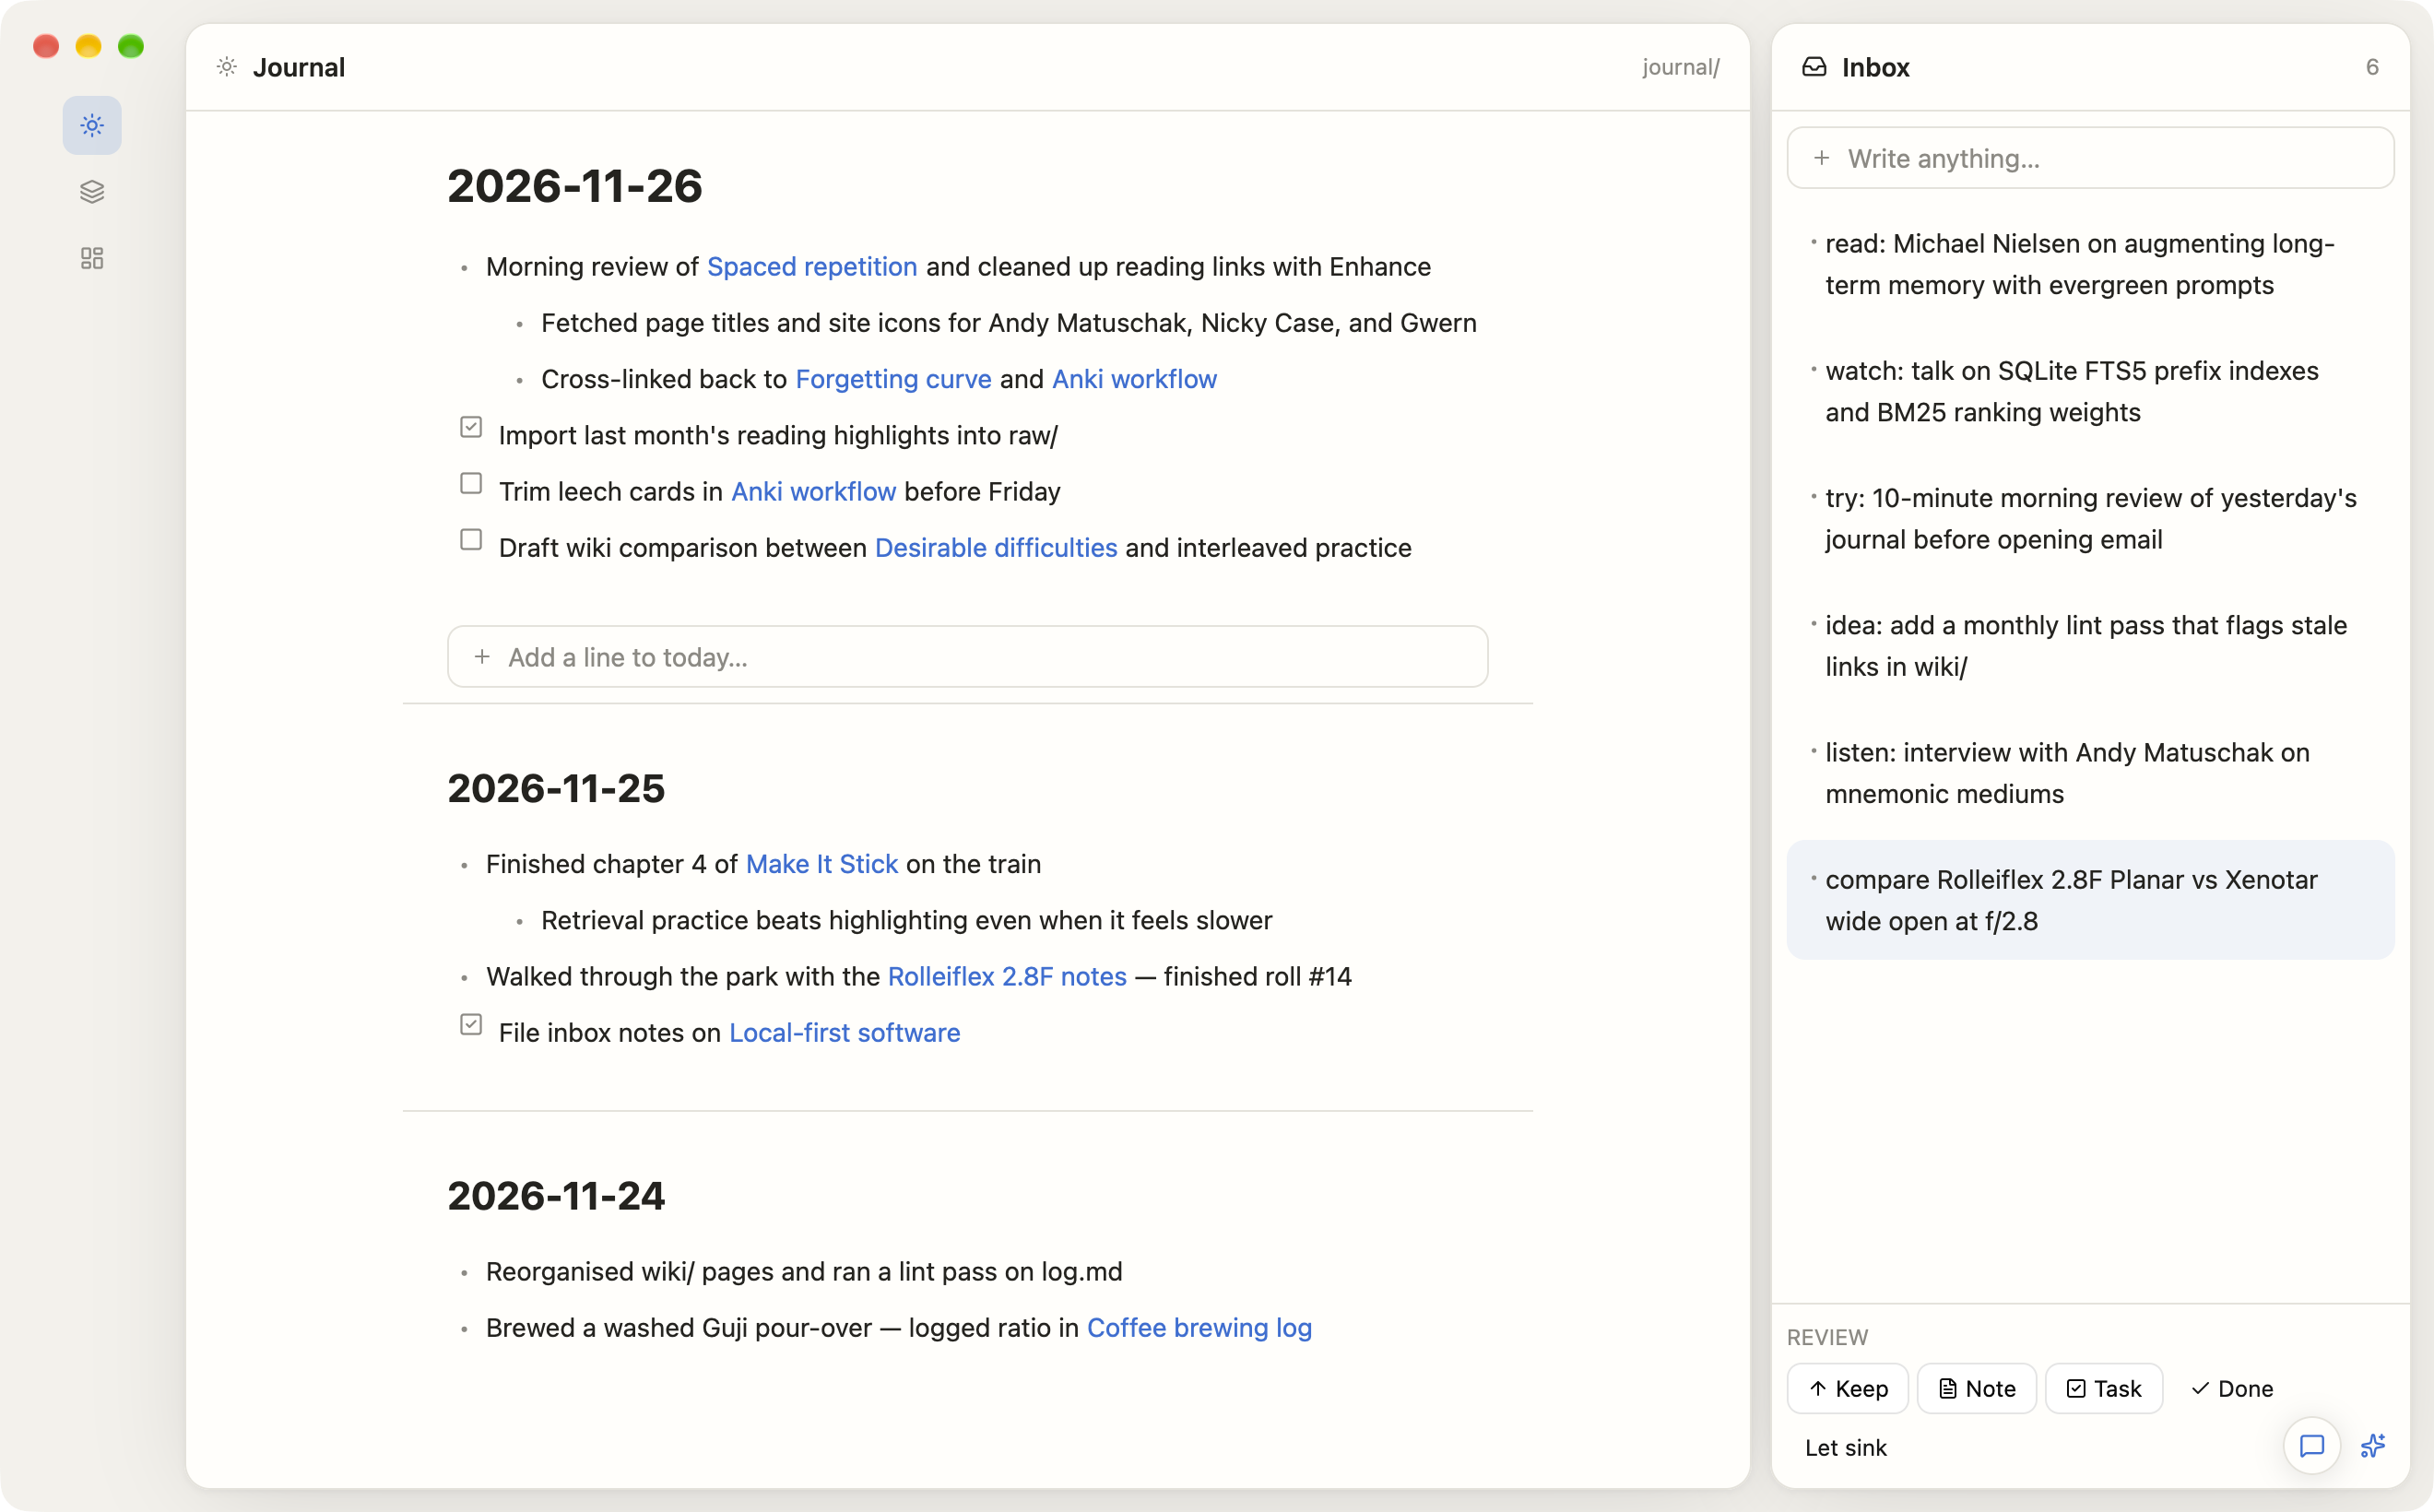 Journal
journal/
2026-11-26
Morning review of Spaced repetition and cleaned up reading links with Enhance
Fetched page titles and site icons for Andy Matuschak, Nicky Case, and Gwern
Cross-linked back to Forgetting curve and Anki workflow
Import last month's reading highlights into raw/
Trim leech cards in Anki workflow before Friday
Draft wiki comparison between Desirable difficulties and interleaved practice
+ Add a line to today...
2026-11-25
Finished chapter 4 of Make It Stick on the train
Retrieval practice beats highlighting even when it feels slower
Walked through the park with the Rolleiflex 2.8F notes — finished roll #14
File inbox notes on Local-first software
2026-11-24
Reorganised wiki/ pages and ran a lint pass on log.md
Brewed a washed Guji pour-over — logged ratio in Coffee brewing log
Inbox
6
+ Write anything...
read: Michael Nielsen on augmenting long-
term memory with evergreen prompts
watch: talk on SQLite FTS5 prefix indexes
and BM25 ranking weights
try: 10-minute morning review of yesterday's
journal before opening email
idea: add a monthly lint pass that flags stale
links in wiki/
listen: interview with Andy Matuschak on
mnemonic mediums
compare Rolleiflex 2.8F Planar vs Xenotar
wide open at f/2.8
REVIEW
Keep
Note
Task
Done
Let sink